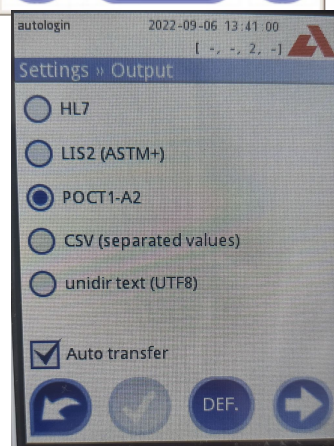 autologin 2022-09-06 13:41:00
[ -, -, 2, -]
Settings » Output
HL7
LIS2 (ASTM+)
POCT1-A2
CSV (separated values)
unidir text (UTF8)
Auto transfer
DEF.